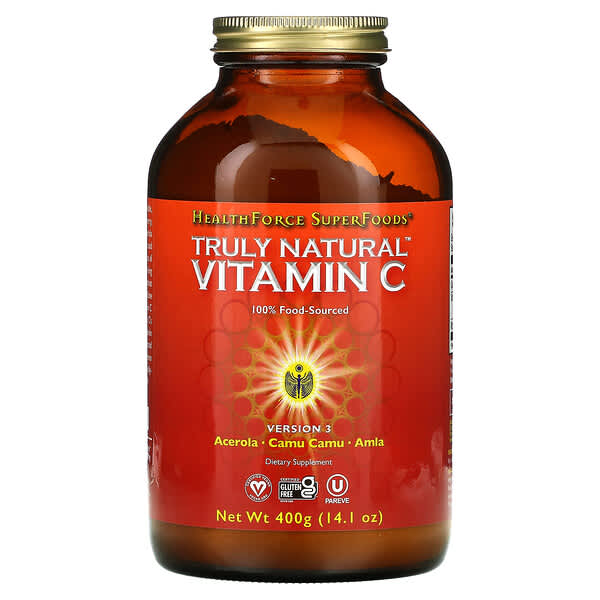 HEALTHFORCE SUPERFOODS®
TRULY NATURAL™
VITAMIN C
100% Food-Sourced
VERSION 3
Acerola · Camu Camu · Amla
Dietary Supplement
CERTIFIED
GLUTEN
FREE
U
PAREVE
Net Wt 400g (14.1 oz)